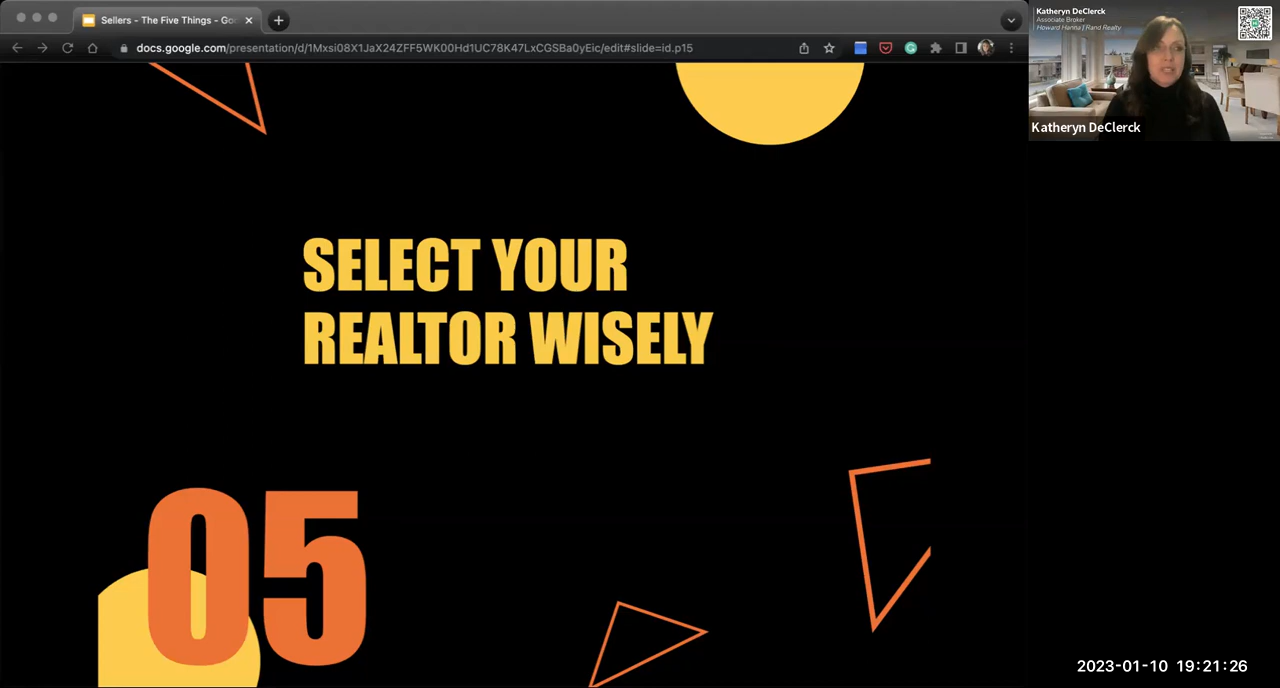 Sellers - The Five Things - Go
docs.google.com/presentation/d/1Mxsi08X1JaX24ZFF5WK00Hd1UC78K47LxCGSBa0yEic/edit#slide=id.p15
Katheryn DeClerck
Associate Broker
Howard Hanna | Rand Realty
Katheryn DeClerck
SELECT YOUR
REALTOR WISELY
05
2023-01-10 19:21:26